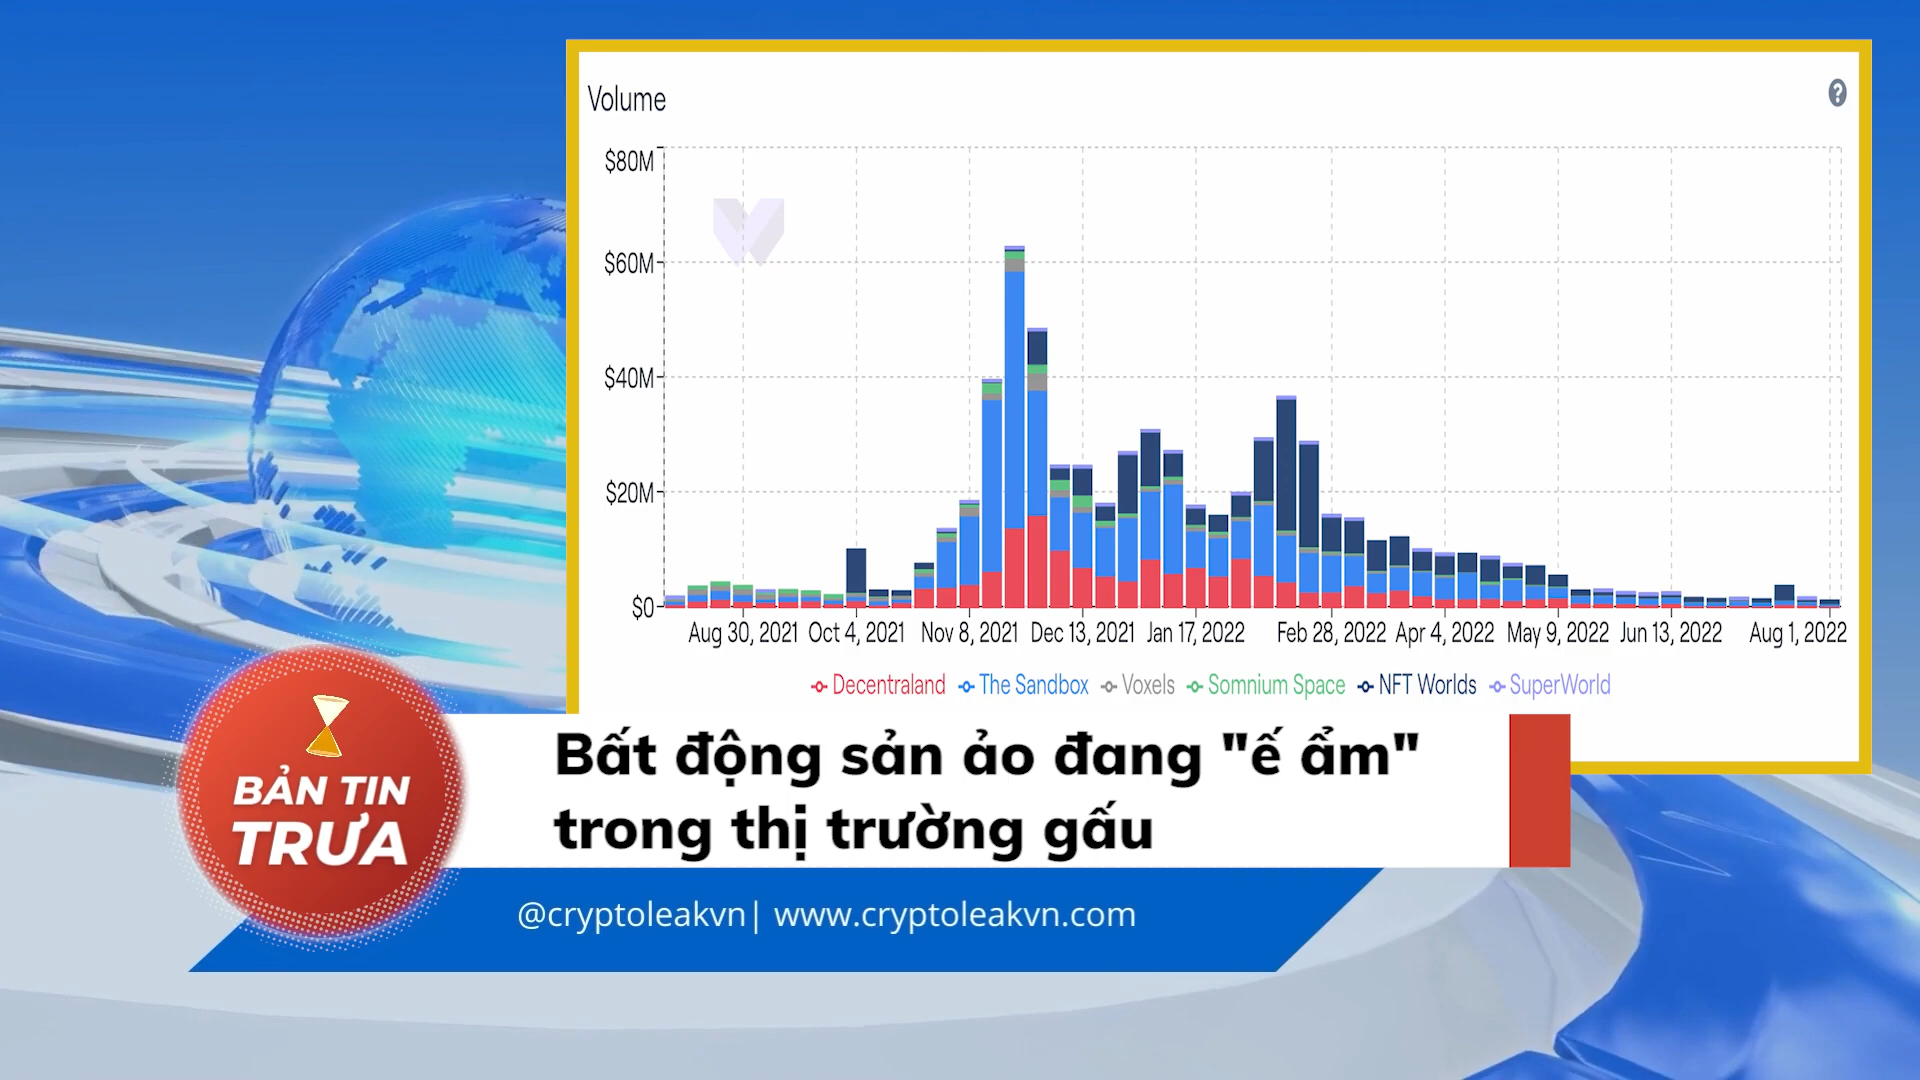 Volume
$80M
$60M
$40M
$20M
$0
Aug 30, 2021 Oct 4, 2021 Nov 8, 2021 Dec 13, 2021 Jan 17, 2022 Feb 28, 2022 Apr 4, 2022 May 9, 2022 Jun 13, 2022 Aug 1, 2022
Decentraland The Sandbox Voxels Somnium Space NFT Worlds SuperWorld
BẢN TIN
TRƯA
Bất động sản ảo đang "ế ẩm"
trong thị trường gấu
@cryptoleakvn| www.cryptoleakvn.com